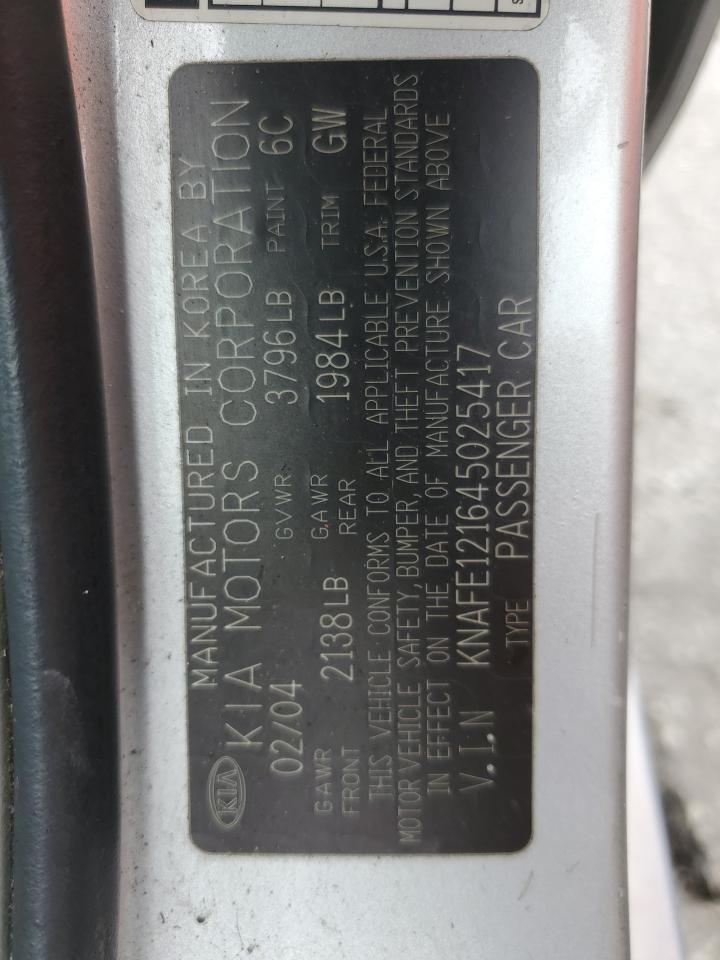 KIA
MANUFACTURED IN KOREA BY
KIA MOTORS CORPORATION
02/04 GVWR 3796LB PAINT 6C
GAWR FRONT 2138LB GAWR REAR 1984LB TRIM GW
THIS VEHICLE CONFORMS TO ALL APPLICABLE U.S.A. FEDERAL
MOTOR VEHICLE SAFETY, BUMPER, AND THEFT PREVENTION STANDARDS
IN EFFECT ON THE DATE OF MANUFACTURE SHOWN ABOVE
V.I.N KNAFE121645025417
TYPE PASSENGER CAR